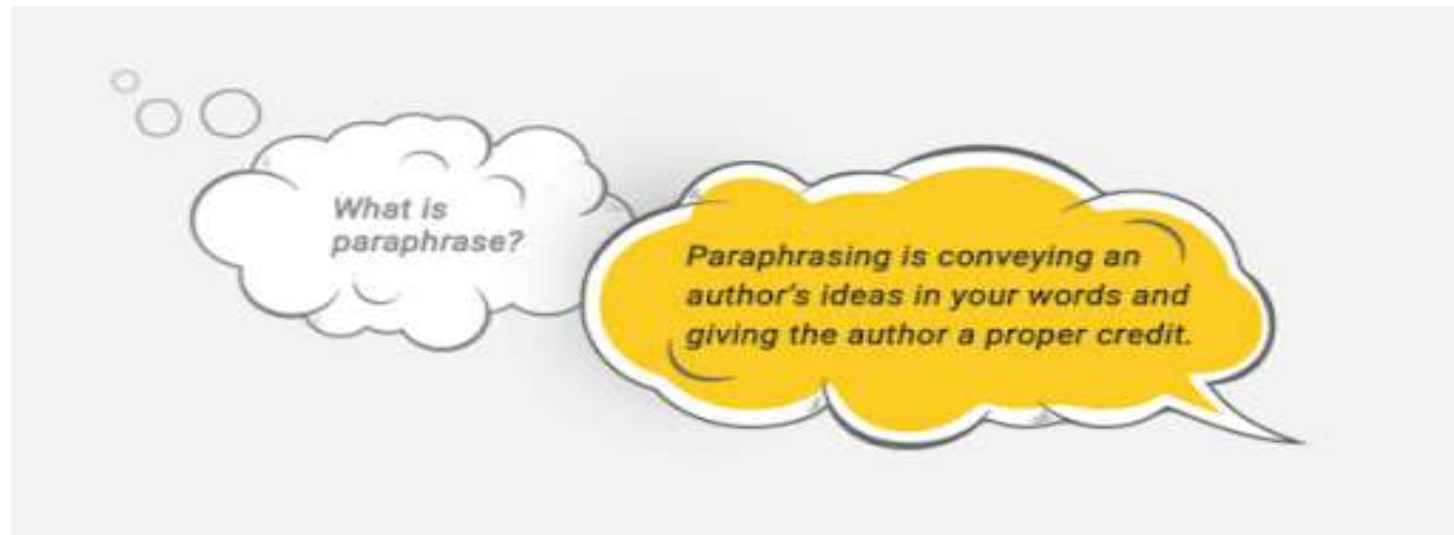 What is
paraphrase?
Paraphrasing is conveying an
author's ideas in your words and
giving the author a proper credit.